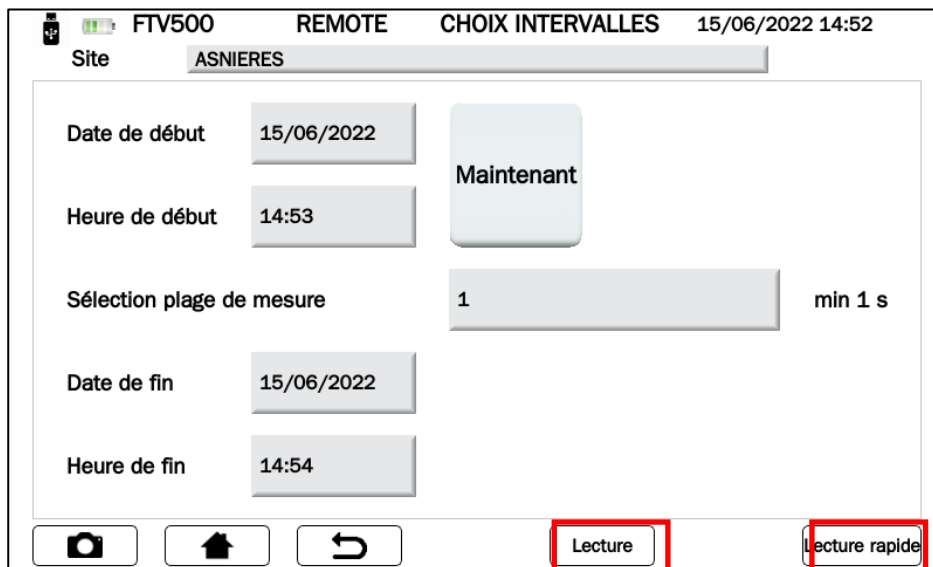 FTV500 REMOTE CHOIX INTERVALLES 15/06/2022 14:52
Site ASNIERES
Date de début 15/06/2022
Maintenant
Heure de début 14:53
Sélection plage de mesure 1 min 1 s
Date de fin 15/06/2022
Heure de fin 14:54
Lecture Lecture rapide